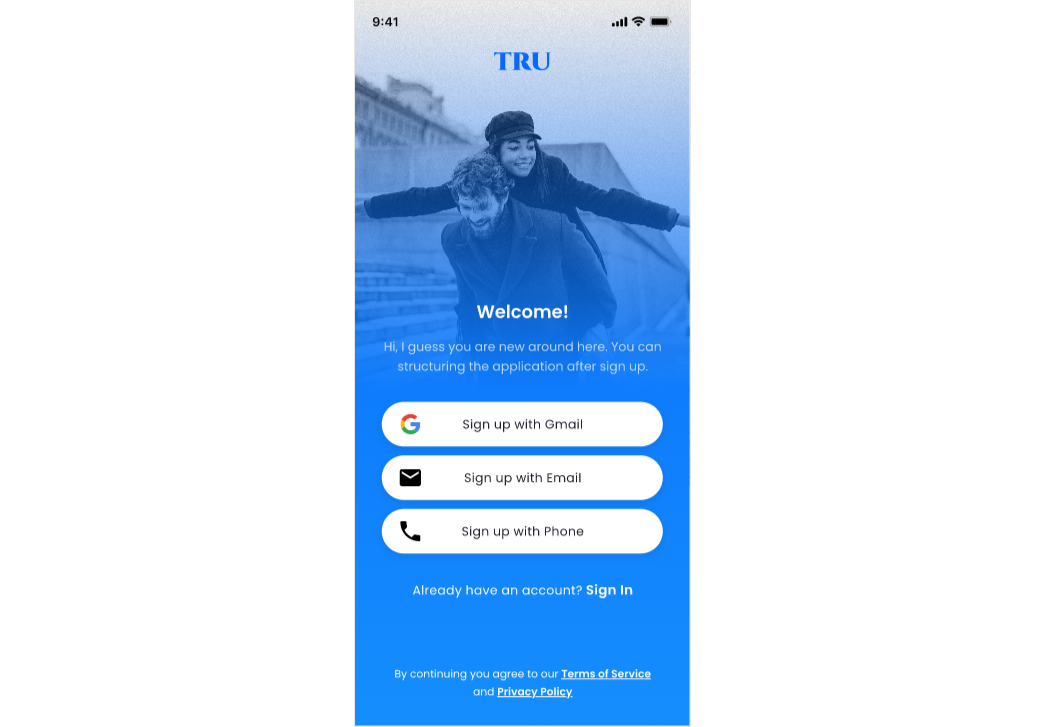 9:41
TRU
Welcome!
Hi, I guess you are new around here. You can
structuring the application after sign up.
Sign up with Gmail
Sign up with Email
Sign up with Phone
Already have an account? Sign In
By continuing you agree to our Terms of Service
and Privacy Policy